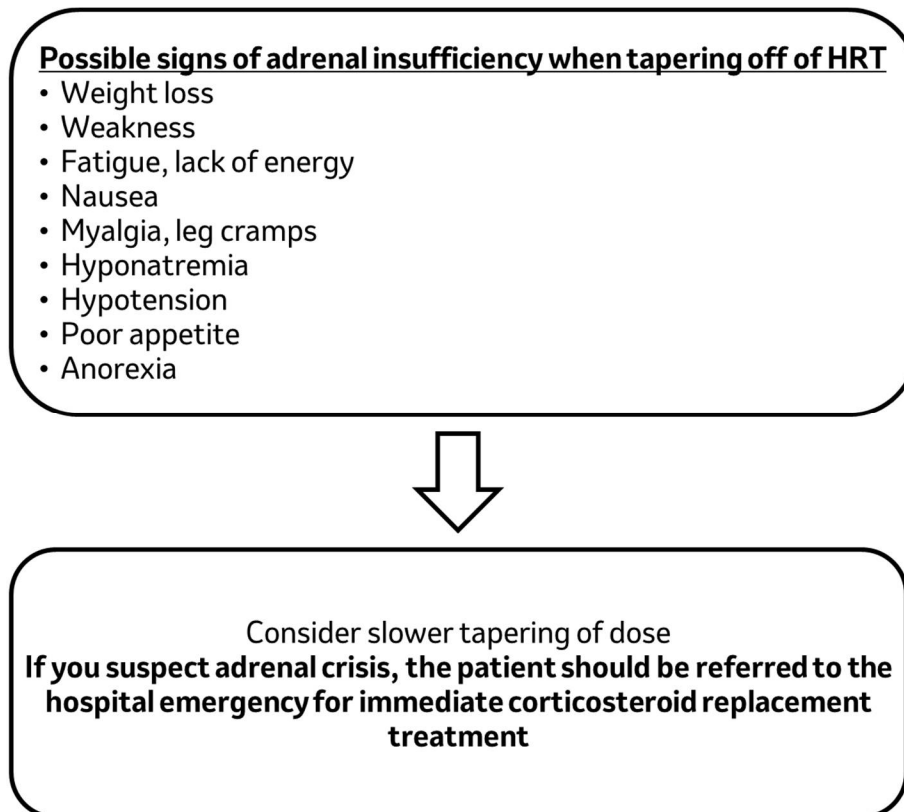 Possible signs of adrenal insufficiency when tapering off of HRT
• Weight loss
• Weakness
• Fatigue, lack of energy
• Nausea
• Myalgia, leg cramps
• Hyponatremia
• Hypotension
• Poor appetite
• Anorexia
Consider slower tapering of dose
If you suspect adrenal crisis, the patient should be referred to the
hospital emergency for immediate corticosteroid replacement
treatment